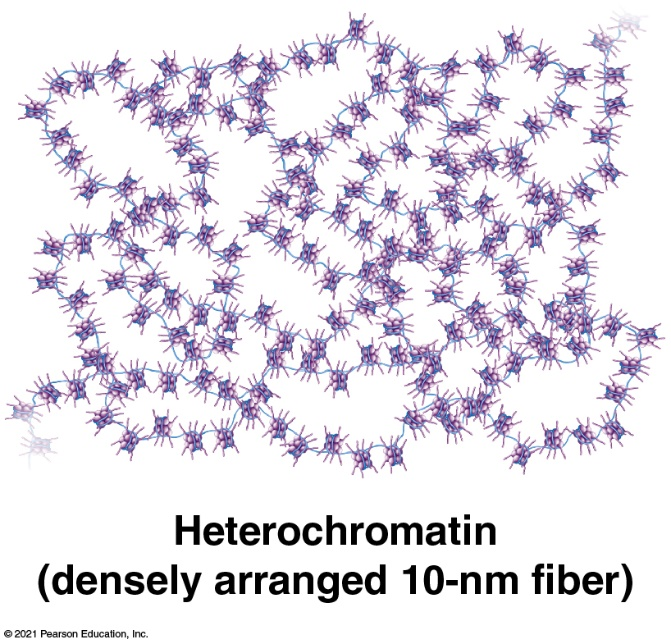 Heterochromatin
(densely arranged 10-nm fiber)
© 2021 Pearson Education, Inc.